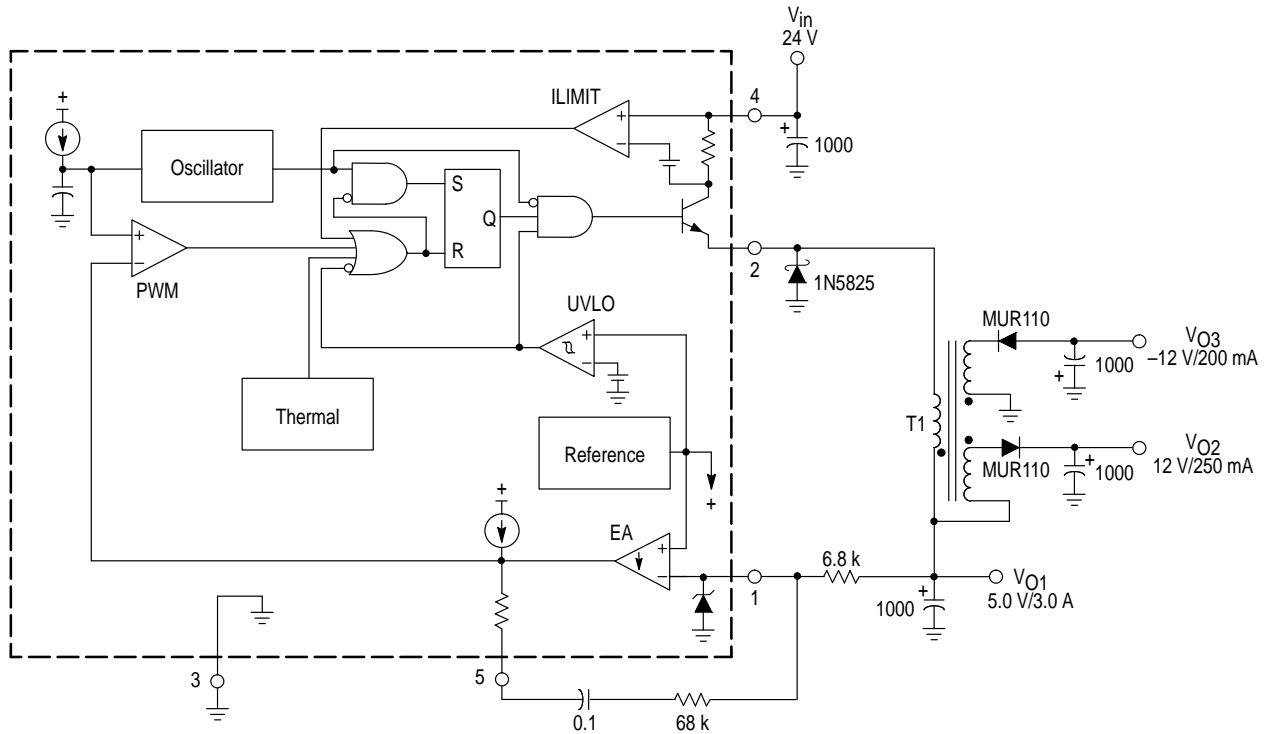 Vin
24 V
4
+
1000
ILIMIT
+
–
+
Oscillator
S
Q
R
+
–
PWM
2
1N5825
UVLO
+
–
MUR110
VO3
–12 V/200 mA
1000
+
Thermal
T1
Reference
+
MUR110
VO2
12 V/250 mA
+
1000
+
EA
+
–
1
6.8 k
VO1
5.0 V/3.0 A
+
1000
3
5
0.1
68 k